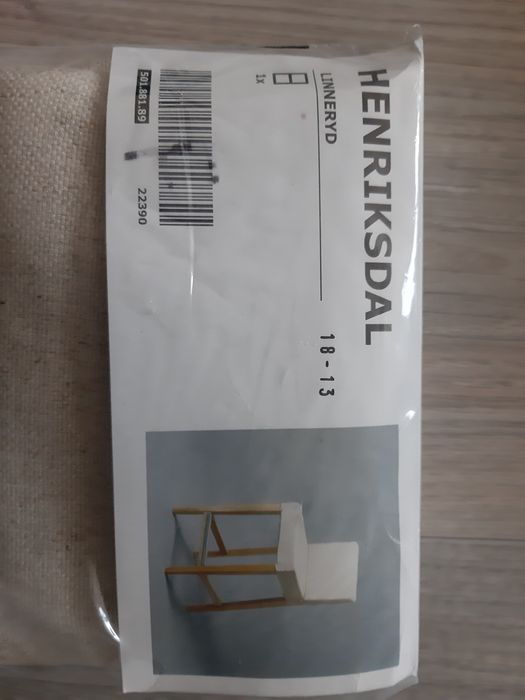 HENRIKSDAL
LINNERYD
18-13
1x
501.881.89
22390